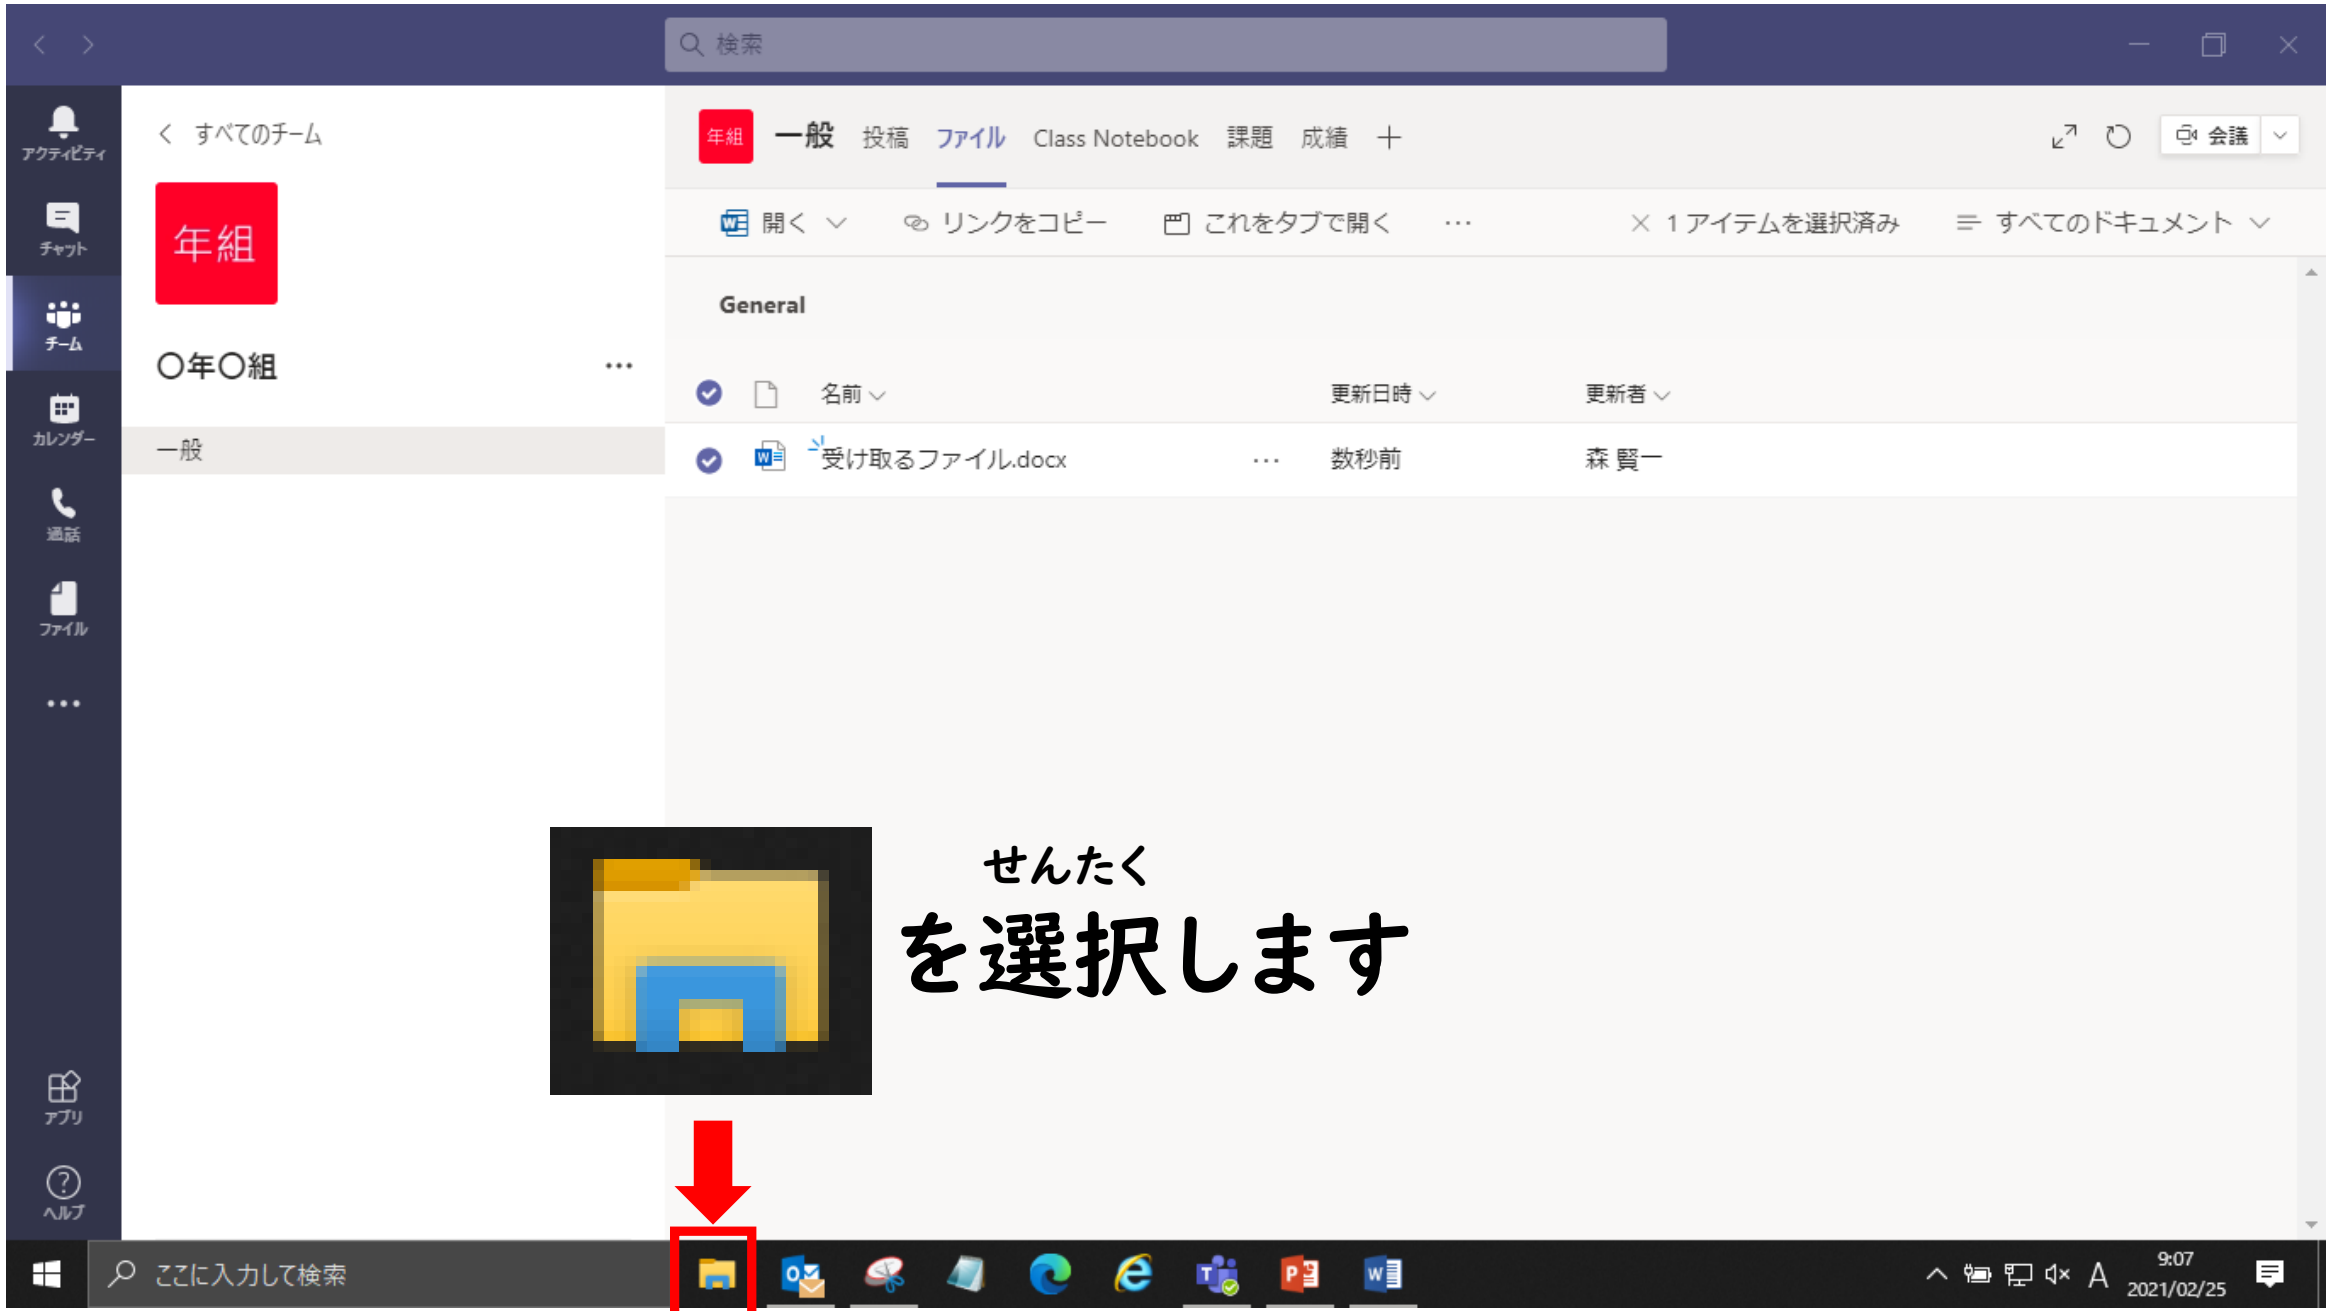 検索
アクティビティ
チャット
チーム
カレンダー
通話
ファイル
アプリ
ヘルプ
すべてのチーム
年組
〇年〇組
一般
年組 一般 投稿 ファイル Class Notebook 課題 成績 会議
開く リンクをコピー これをタブで開く 1 アイテムを選択済み すべてのドキュメント
General
名前 更新日時 更新者
受け取るファイル.docx 数秒前 森 賢一
せんたく
を選択します
ここに入力して検索
A
9:07
2021/02/25